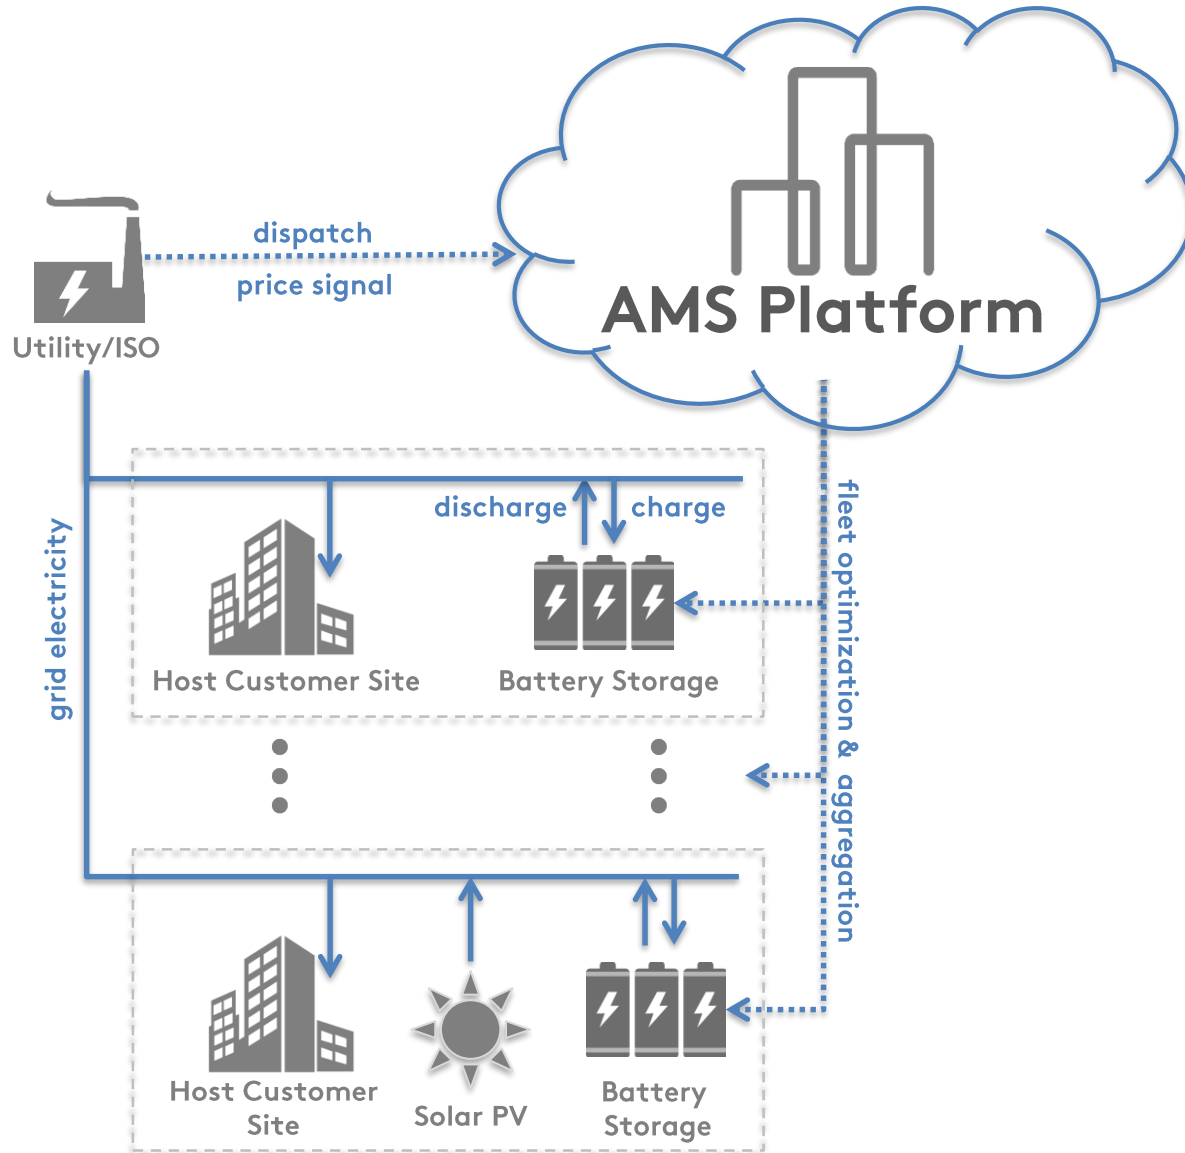 dispatch
price signal
Utility/ISO
AMS Platform
grid electricity
discharge
charge
Host Customer Site
Battery Storage
fleet optimization & aggregation
Host Customer
Site
Solar PV
Battery
Storage